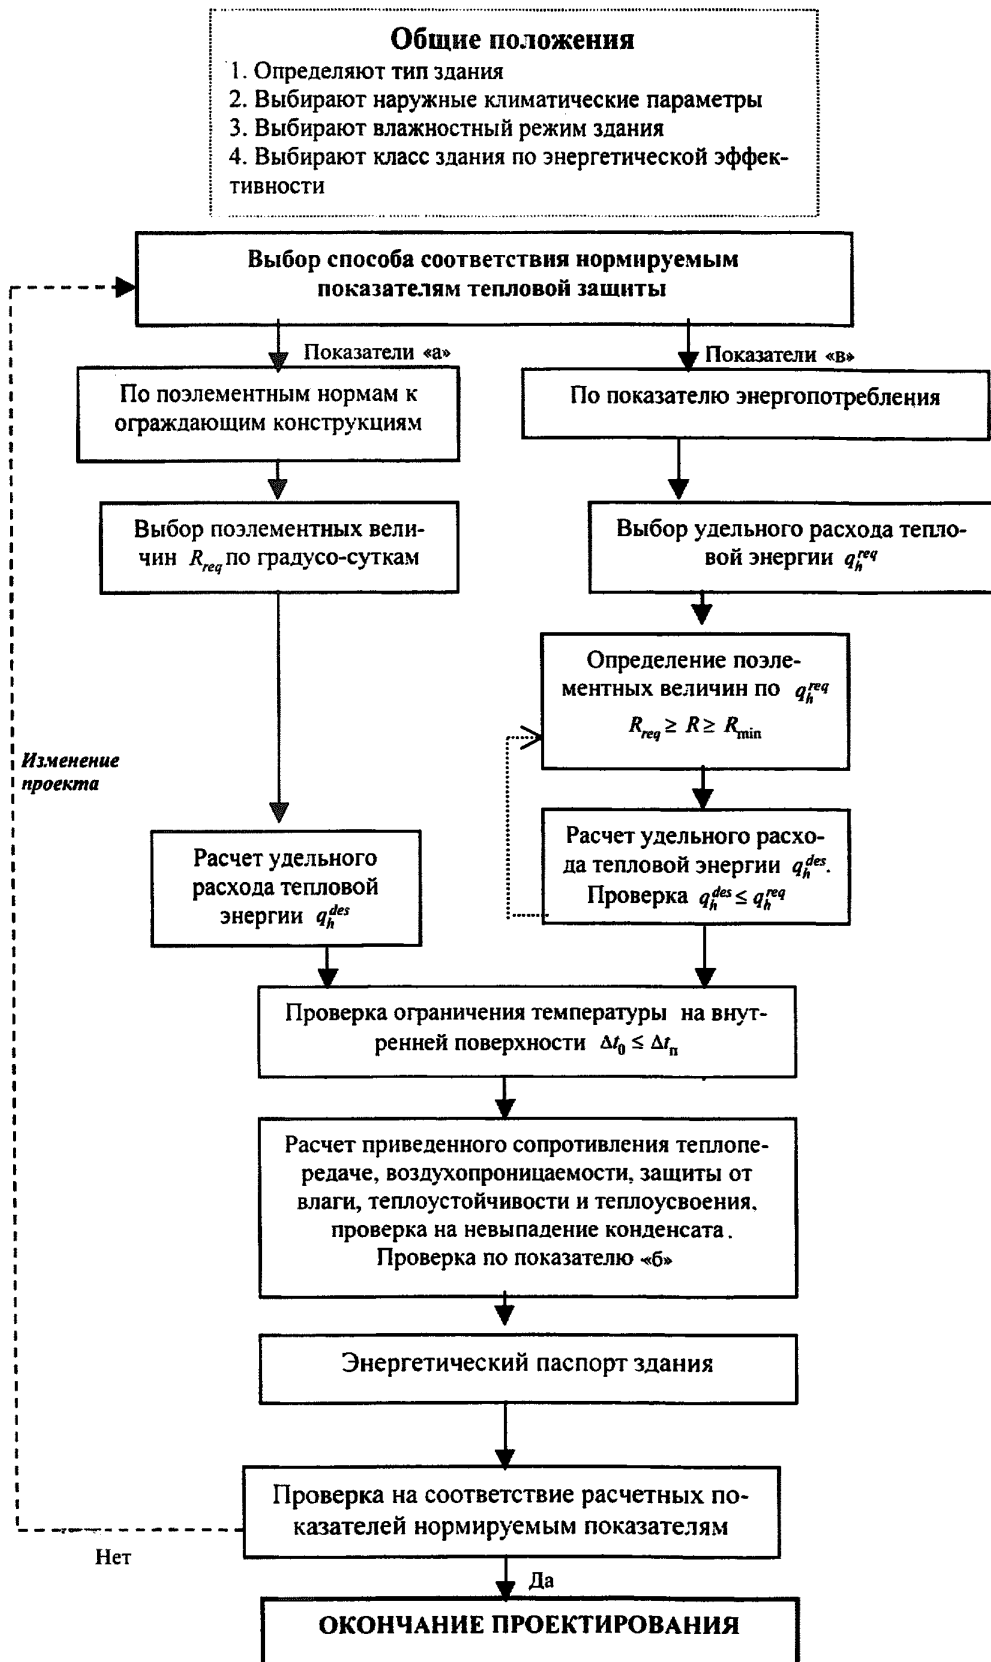 Общие положения
1. Определяют тип здания
2. Выбирают наружные климатические параметры
3. Выбирают влажностный режим здания
4. Выбирают класс здания по энергетической эффек-
тивности
Выбор способа соответствия нормируемым
показателям тепловой защиты
Показатели «а»
Показатели «в»
По поэлементным нормам к
ограждающим конструкциям
По показателю энергопотребления
Выбор поэлементных вели-
чин R_req по градусо-суткам
Выбор удельного расхода тепло-
вой энергии q_h^req
Определение поэле-
ментных величин по q_h^req
R_req ≥ R ≥ R_min
Изменение
проекта
Расчет удельного
расхода тепловой
энергии q_h^des
Расчет удельного расхо-
да тепловой энергии q_h^des.
Проверка q_h^des ≤ q_h^req
Проверка ограничения температуры на внут-
ренней поверхности Δt_0 ≤ Δt_п
Расчет приведенного сопротивления теплопе-
редаче, воздухопроницаемости, защиты от
влаги, теплоустойчивости и теплоусвоения,
проверка на невыпадение конденсата.
Проверка по показателю «б»
Энергетический паспорт здания
Проверка на соответствие расчетных по-
казателей нормируемым показателям
Нет
Да
ОКОНЧАНИЕ ПРОЕКТИРОВАНИЯ